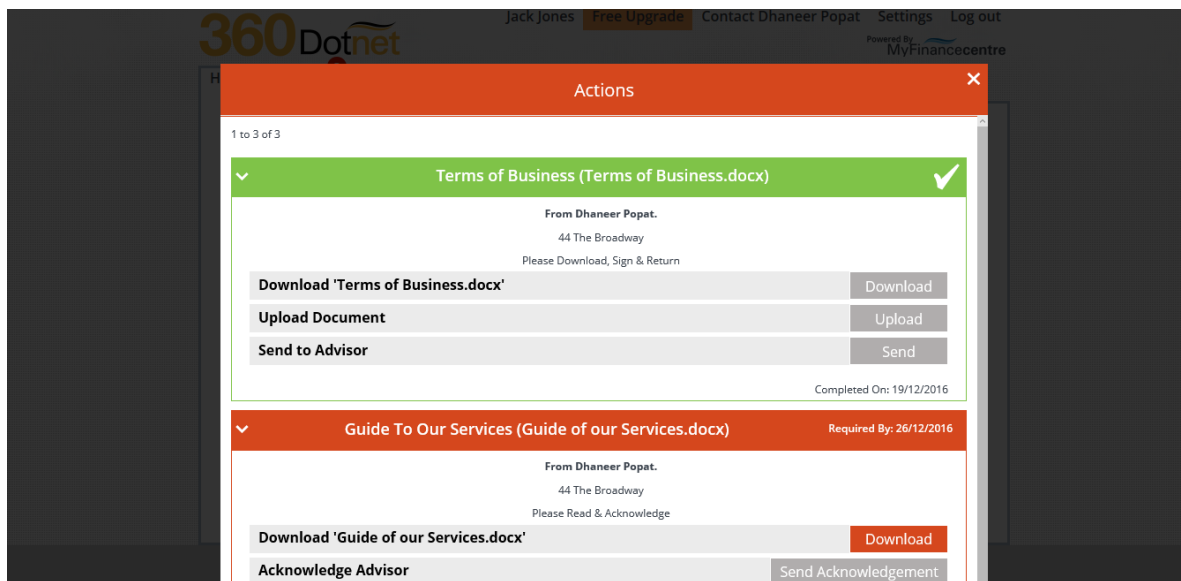 Jack Jones Free Upgrade Contact Dhaneer Popat Settings Log out
360 Dotnet
Powered By
MyFinancecentre
H
Actions
1 to 3 of 3
Terms of Business (Terms of Business.docx)
From Dhaneer Popat.
44 The Broadway
Please Download, Sign & Return
Download 'Terms of Business.docx' Download
Upload Document Upload
Send to Advisor Send
Completed On: 19/12/2016
Guide To Our Services (Guide of our Services.docx) Required By: 26/12/2016
From Dhaneer Popat.
44 The Broadway
Please Read & Acknowledge
Download 'Guide of our Services.docx' Download
Acknowledge Advisor Send Acknowledgement